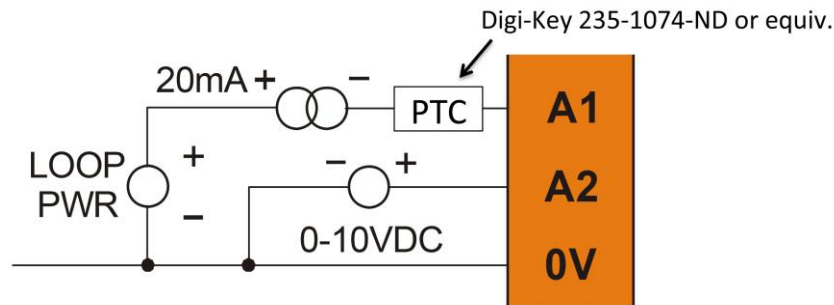 Digi-Key 235-1074-ND or equiv.
20mA + −
PTC
A1
LOOP
PWR
+
−
− +
A2
0-10VDC
0V